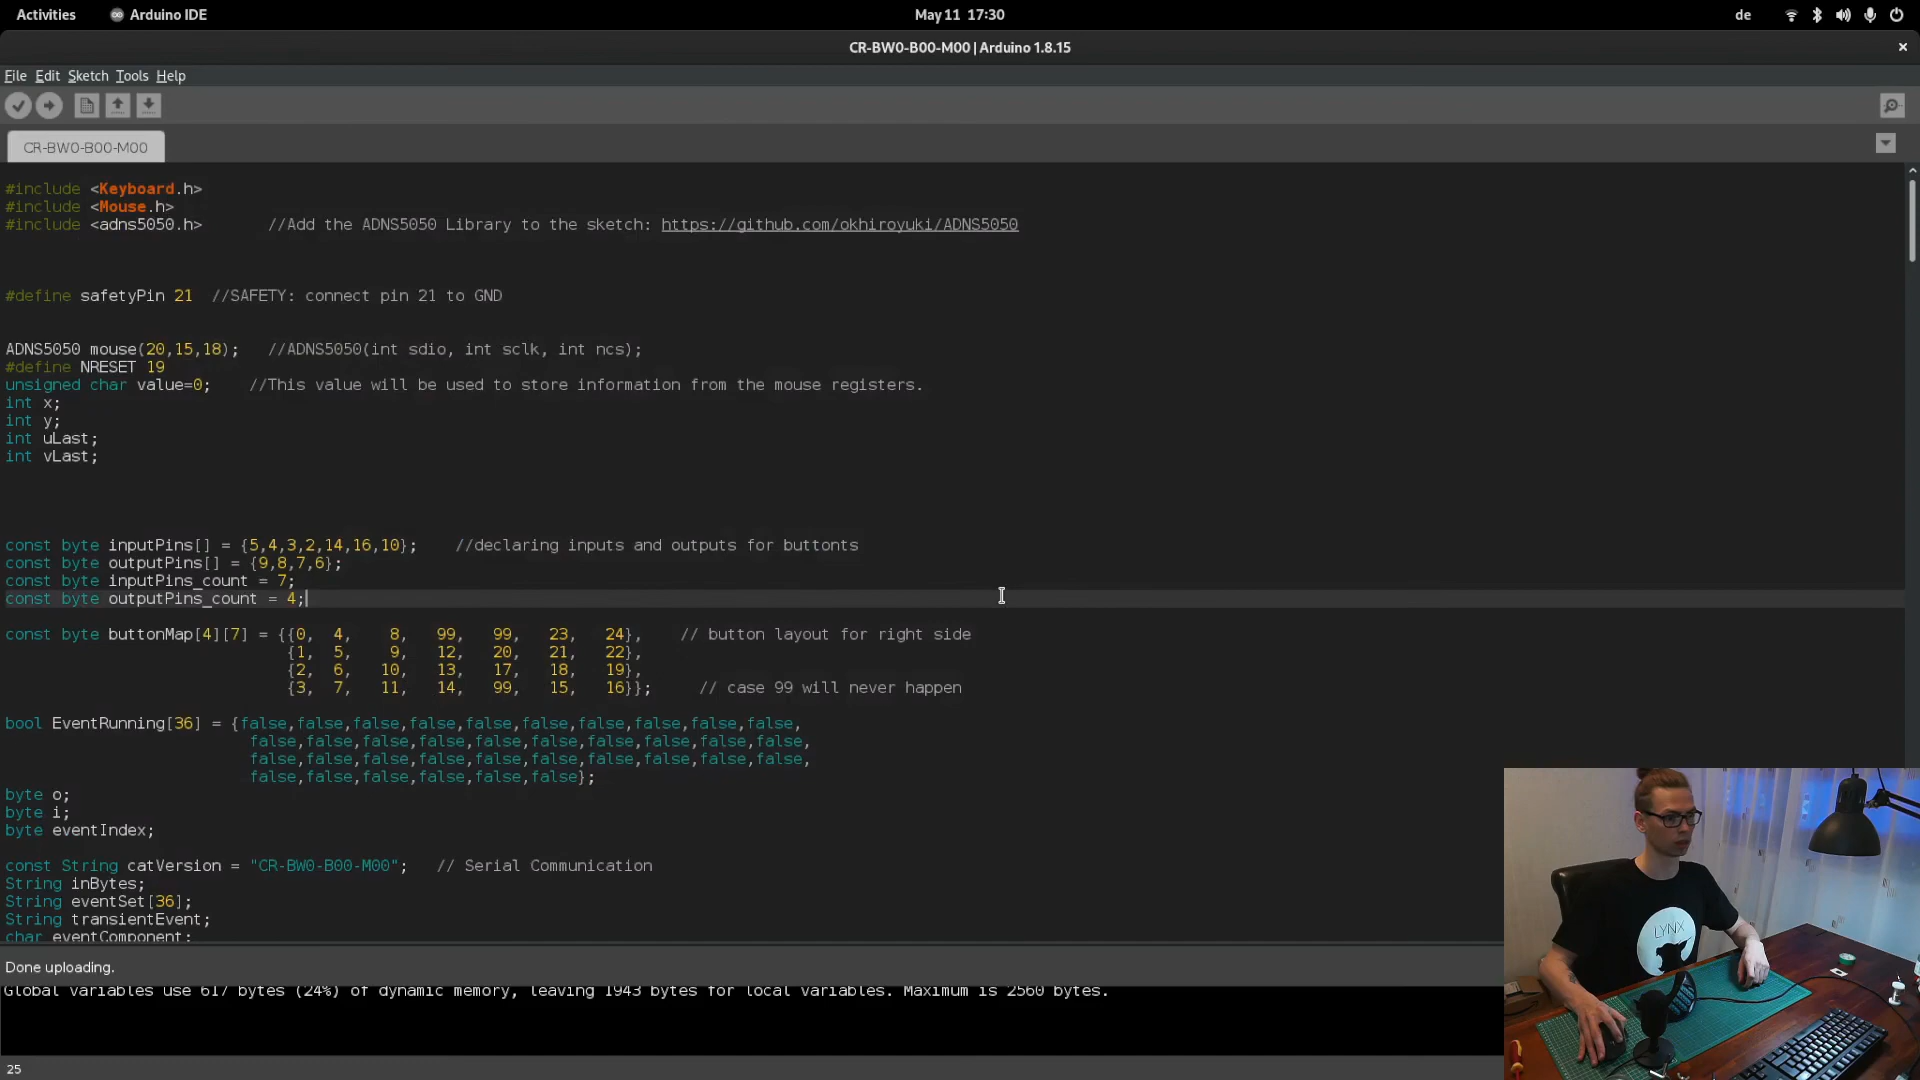 Activities Arduino IDE May 11 17:30 de
CR-BW0-B00-M00 | Arduino 1.8.15
File Edit Sketch Tools Help
CR-BW0-B00-M00
#include <Keyboard.h>
#include <Mouse.h>
#include <adns5050.h> //Add the ADNS5050 Library to the sketch: https://github.com/okhiroyuki/ADNS5050
#define safetyPin 21 //SAFETY: connect pin 21 to GND
ADNS5050 mouse(20,15,18); //ADNS5050(int sdio, int sclk, int ncs);
#define NRESET 19
unsigned char value=0; //This value will be used to store information from the mouse registers.
int x;
int y;
int uLast;
int vLast;
const byte inputPins[] = {5,4,3,2,14,16,10}; //declaring inputs and outputs for buttonts
const byte outputPins[] = {9,8,7,6};
const byte inputPins_count = 7;
const byte outputPins_count = 4;
const byte buttonMap[4][7] = {{0, 4, 8, 99, 99, 23, 24}, // button layout for right side
{1, 5, 9, 12, 20, 21, 22},
{2, 6, 10, 13, 17, 18, 19},
{3, 7, 11, 14, 99, 15, 16}}; // case 99 will never happen
bool EventRunning[36] = {false,false,false,false,false,false,false,false,false,false,
false,false,false,false,false,false,false,false,false,false,
false,false,false,false,false,false,false,false,false,false,
false,false,false,false,false,false};
byte o;
byte i;
byte eventIndex;
const String catVersion = "CR-BW0-B00-M00"; // Serial Communication
String inBytes;
String eventSet[36];
String transientEvent;
char eventComponent;
Done uploading.
Global variables use 617 bytes (24%) of dynamic memory, leaving 1943 bytes for local variables. Maximum is 2560 bytes.
25
LYNX